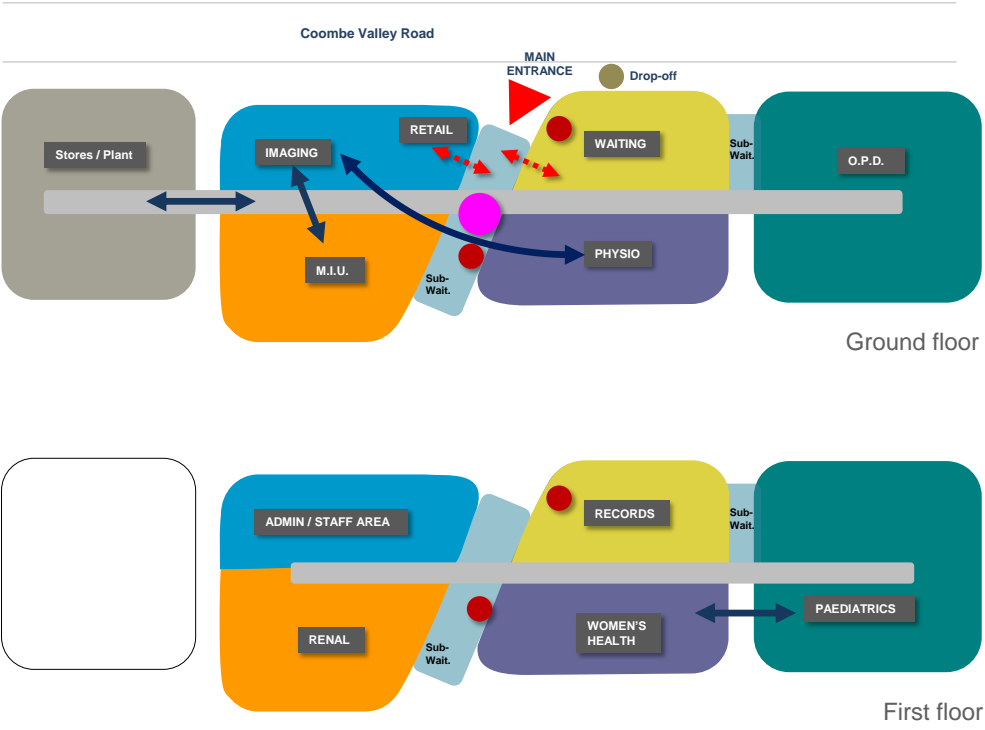 Coombe Valley Road
MAIN
ENTRANCE
Drop-off
RETAIL
WAITING
Stores / Plant
IMAGING
Sub-
Wait.
O.P.D.
M.I.U.
Sub-
Wait.
PHYSIO
Ground floor
ADMIN / STAFF AREA
RECORDS
Sub-
Wait.
RENAL
Sub-
Wait.
WOMEN'S
HEALTH
PAEDIATRICS
First floor